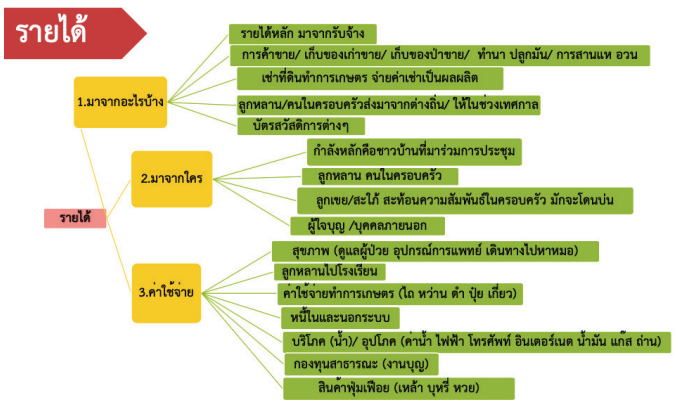 รายได้
รายได้หลัก มาจากรับจ้าง
การค้าขาย/ เก็บของเก่าขาย/ เก็บของป่าขาย/ ทำนา ปลูกมัน/ การสานแห อวน
เช่าที่ดินทำการเกษตร จ่ายค่าเช่าเป็นผลผลิต
1.มาจากอะไรบ้าง
ลูกหลาน/คนในครอบครัวส่งมาจากต่างถิ่น/ ให้ในช่วงเทศกาล
บัตรสวัสดิการต่างๆ
กำลังหลักคือชาวบ้านที่มาร่วมการประชุม
2.มาจากใคร
ลูกหลาน คนในครอบครัว
ลูกเขย/สะใภ้ สะท้อนความสัมพันธ์ในครอบครัว มักจะโดนบ่น
รายได้
ผู้ใจบุญ /บุคคลภายนอก
สุขภาพ (ดูแลผู้ป่วย อุปกรณ์การแพทย์ เดินทางไปหาหมอ)
ลูกหลานไปโรงเรียน
3.ค่าใช้จ่าย
ค่าใช้จ่ายทำการเกษตร (ไถ หว่าน ดำ ปุ๋ย เกี่ยว)
หนี้ในและนอกระบบ
บริโภค (น้ำ)/ อุปโภค (ค่าน้ำ ไฟฟ้า โทรศัพท์ อินเตอร์เนต น้ำมัน แก๊ส ถ่าน)
กองทุนสาธารณะ (งานบุญ)
สินค้าฟุ่มเฟือย (เหล้า บุหรี่ หวย)